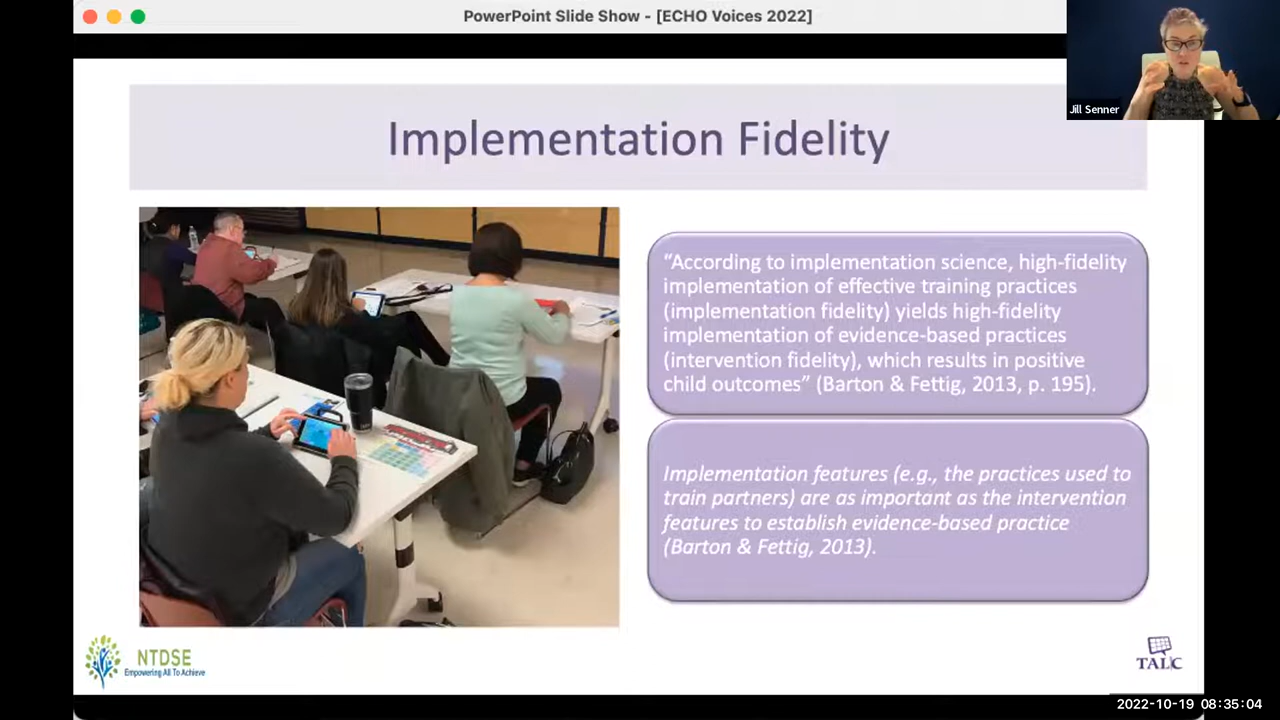 PowerPoint Slide Show - [ECHO Voices 2022]
Jill Senner
Implementation Fidelity
“According to implementation science, high-fidelity
implementation of effective training practices
(implementation fidelity) yields high-fidelity
implementation of evidence-based practices
(intervention fidelity), which results in positive
child outcomes” (Barton & Fettig, 2013, p. 195).
Implementation features (e.g., the practices used to
train partners) are as important as the intervention
features to establish evidence-based practice
(Barton & Fettig, 2013).
NTDSE
Empowering All To Achieve
TALC
2022-10-19 08:35:04